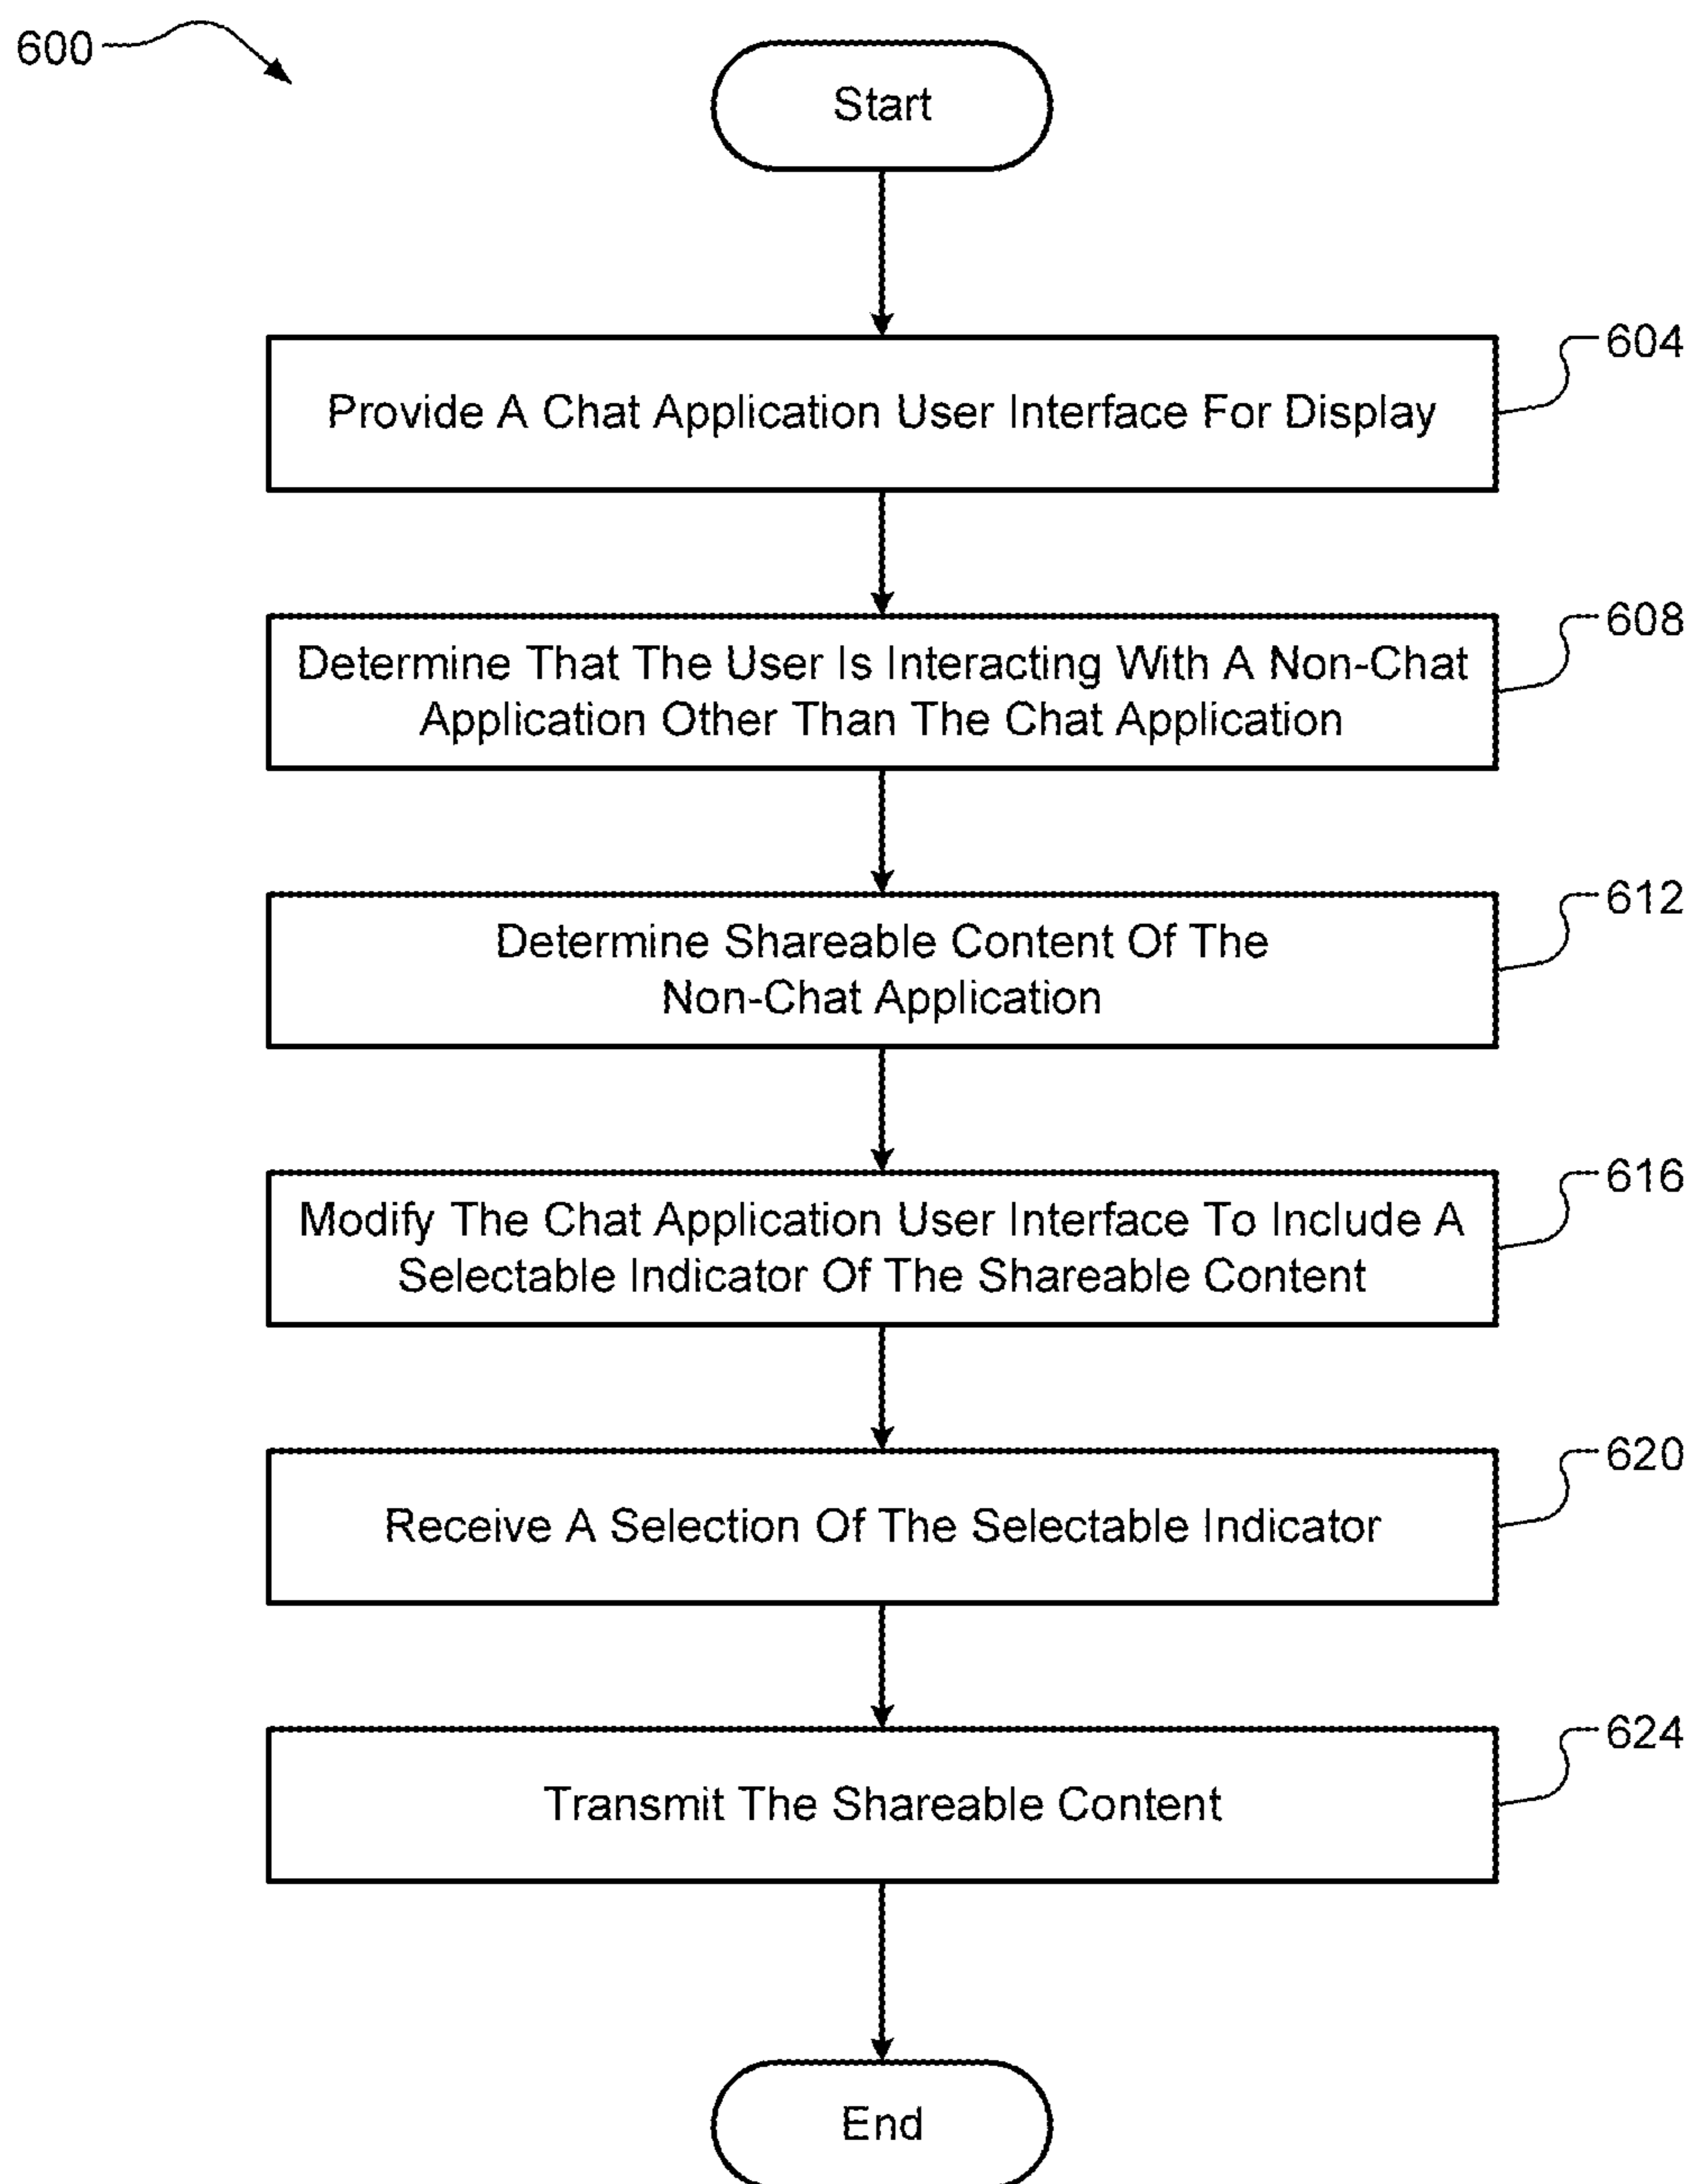 600
Start
Provide A Chat Application User Interface For Display
604
Determine That The User Is Interacting With A Non-Chat
Application Other Than The Chat Application
608
Determine Shareable Content Of The
Non-Chat Application
612
Modify The Chat Application User Interface To Include A
Selectable Indicator Of The Shareable Content
616
Receive A Selection Of The Selectable Indicator
620
Transmit The Shareable Content
624
End